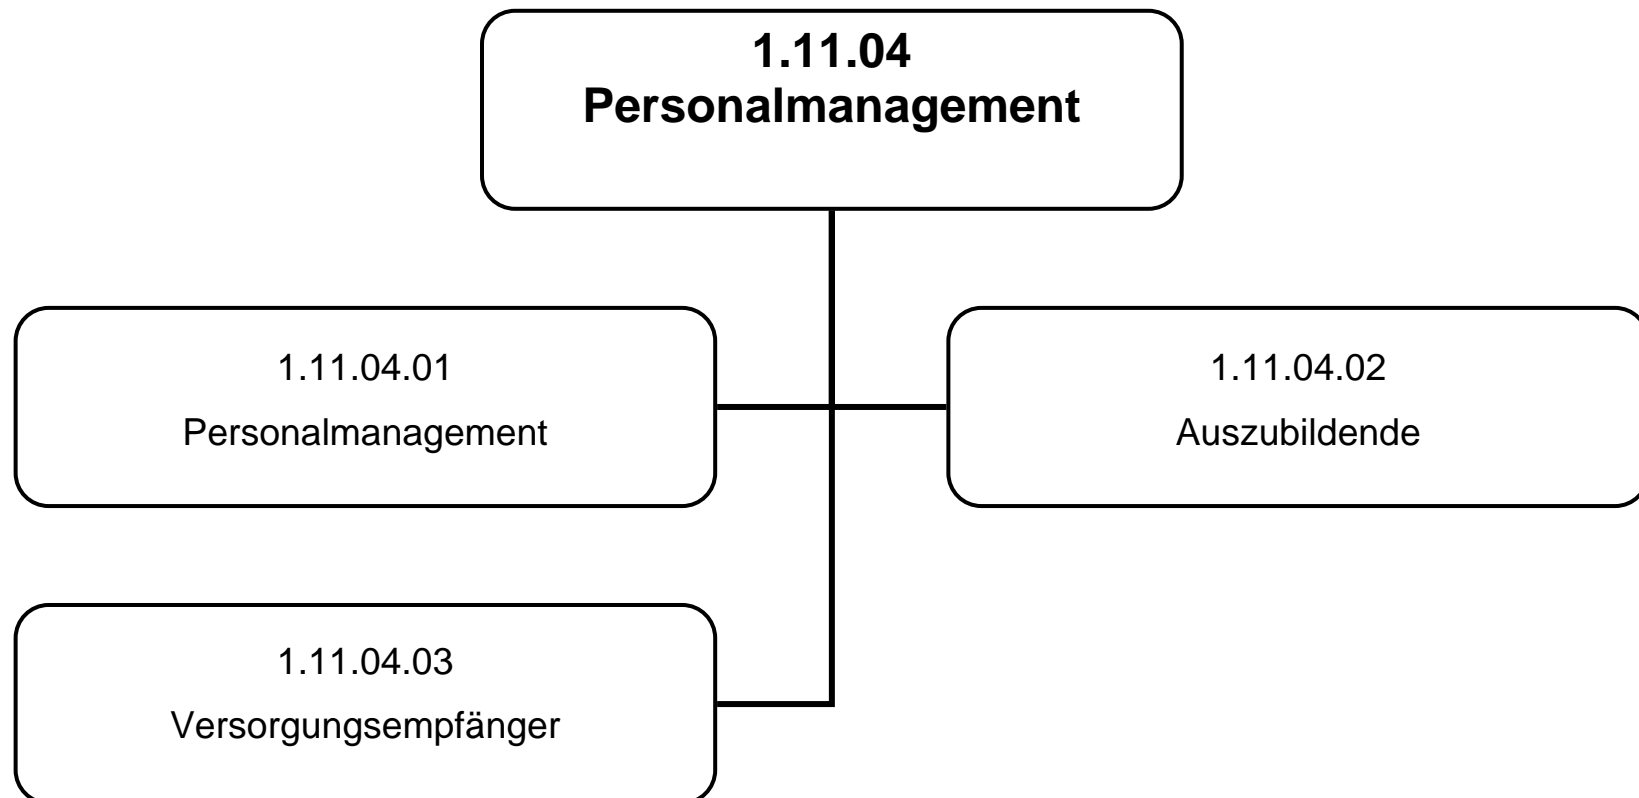 1.11.04
Personalmanagement
1.11.04.01
Personalmanagement
1.11.04.02
Auszubildende
1.11.04.03
Versorgungsempfänger